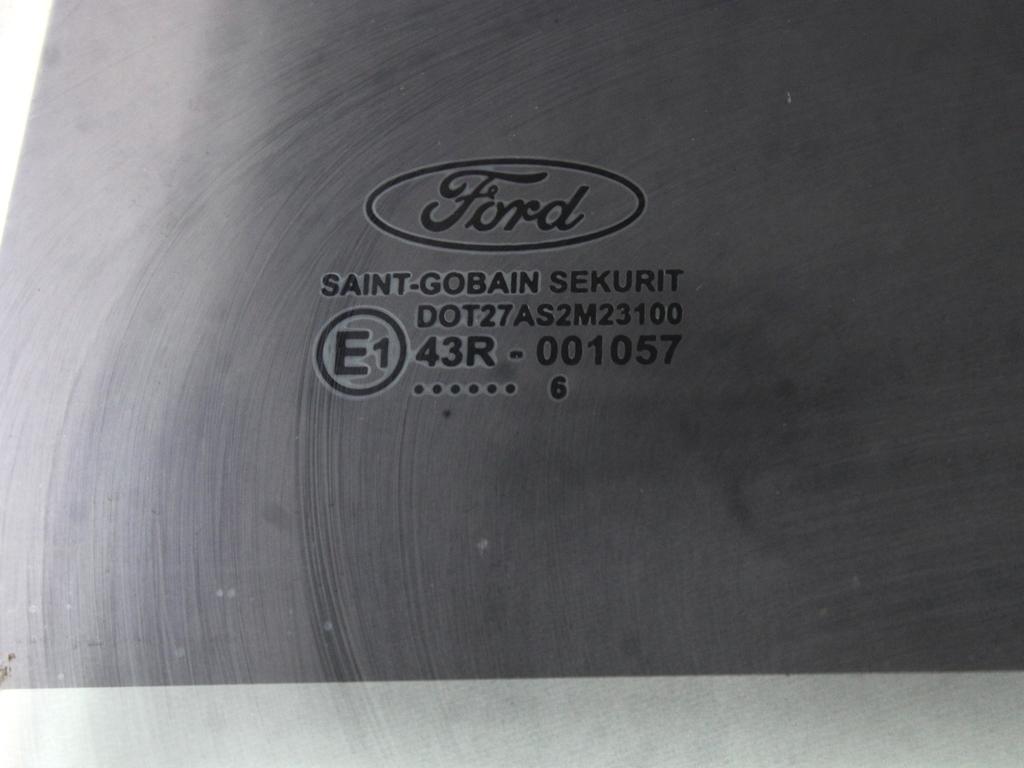 Ford
SAINT-GOBAIN SEKURIT
DOT27AS2M23100
E1 43R - 001057
...... 6